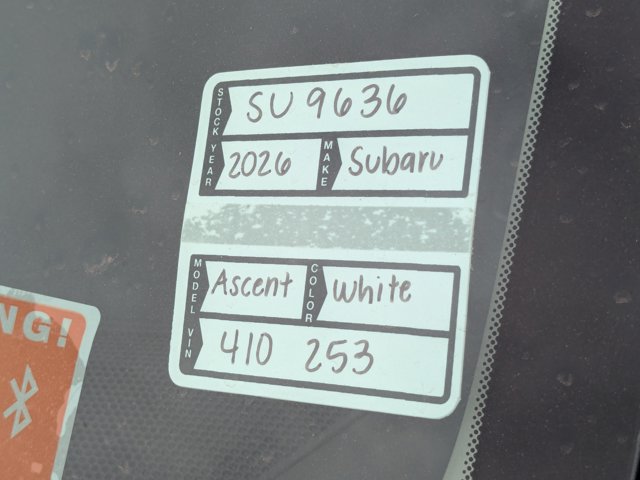 STOCK SU 9636
YEAR 2026 MAKE Subaru
MODEL Ascent COLOR White
VIN 410 253
NG!